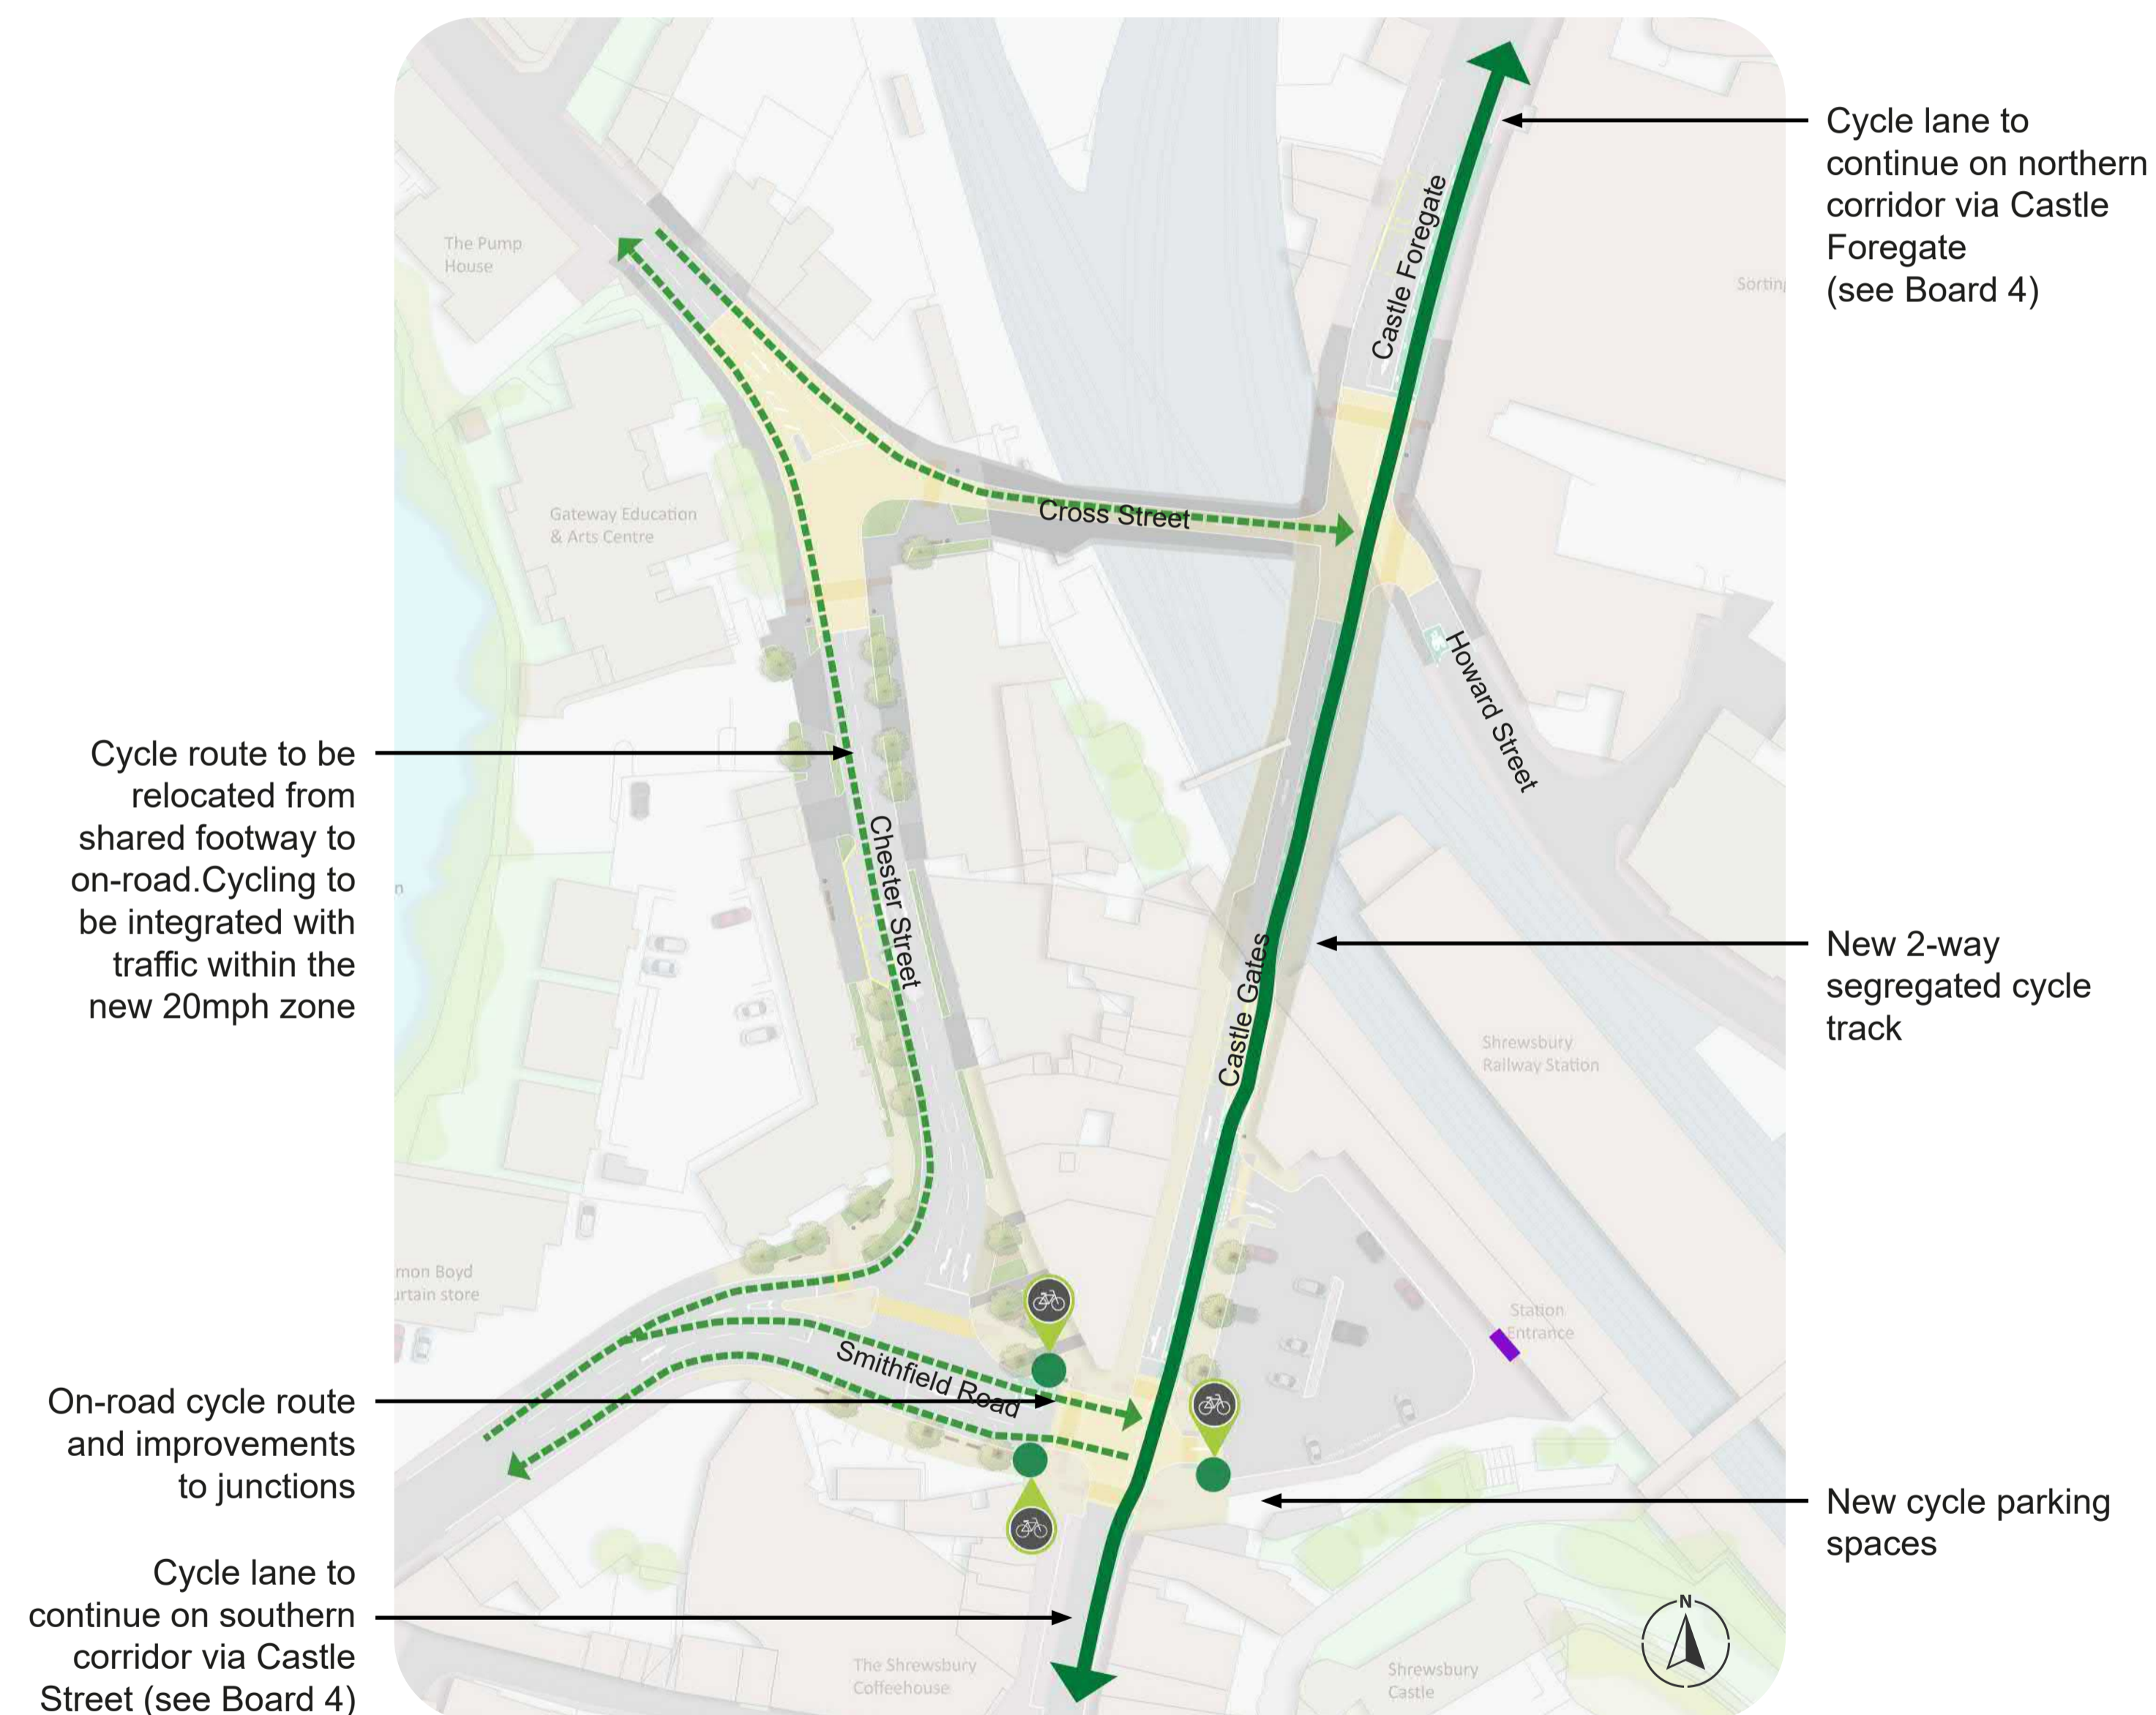 Cycle lane to
continue on northern
corridor via Castle
Foregate
(see Board 4)
Castle Foregate
The Pump
House
Sorting
Cross Street
Gateway Education
& Arts Centre
Howard Street
Cycle route to be
relocated from
shared footway to
on-road.Cycling to
be integrated with
traffic within the
new 20mph zone
Chester Street
n
Castle Gates
New 2-way
segregated cycle
track
Shrewsbury
Railway Station
mon Boyd
urtain store
Station
Entrance
Smithfield Road
On-road cycle route
and improvements
to junctions
New cycle parking
spaces
Cycle lane to
continue on southern
corridor via Castle
Street (see Board 4)
The Shrewsbury
Coffeehouse
Shrewsbury
Castle
N